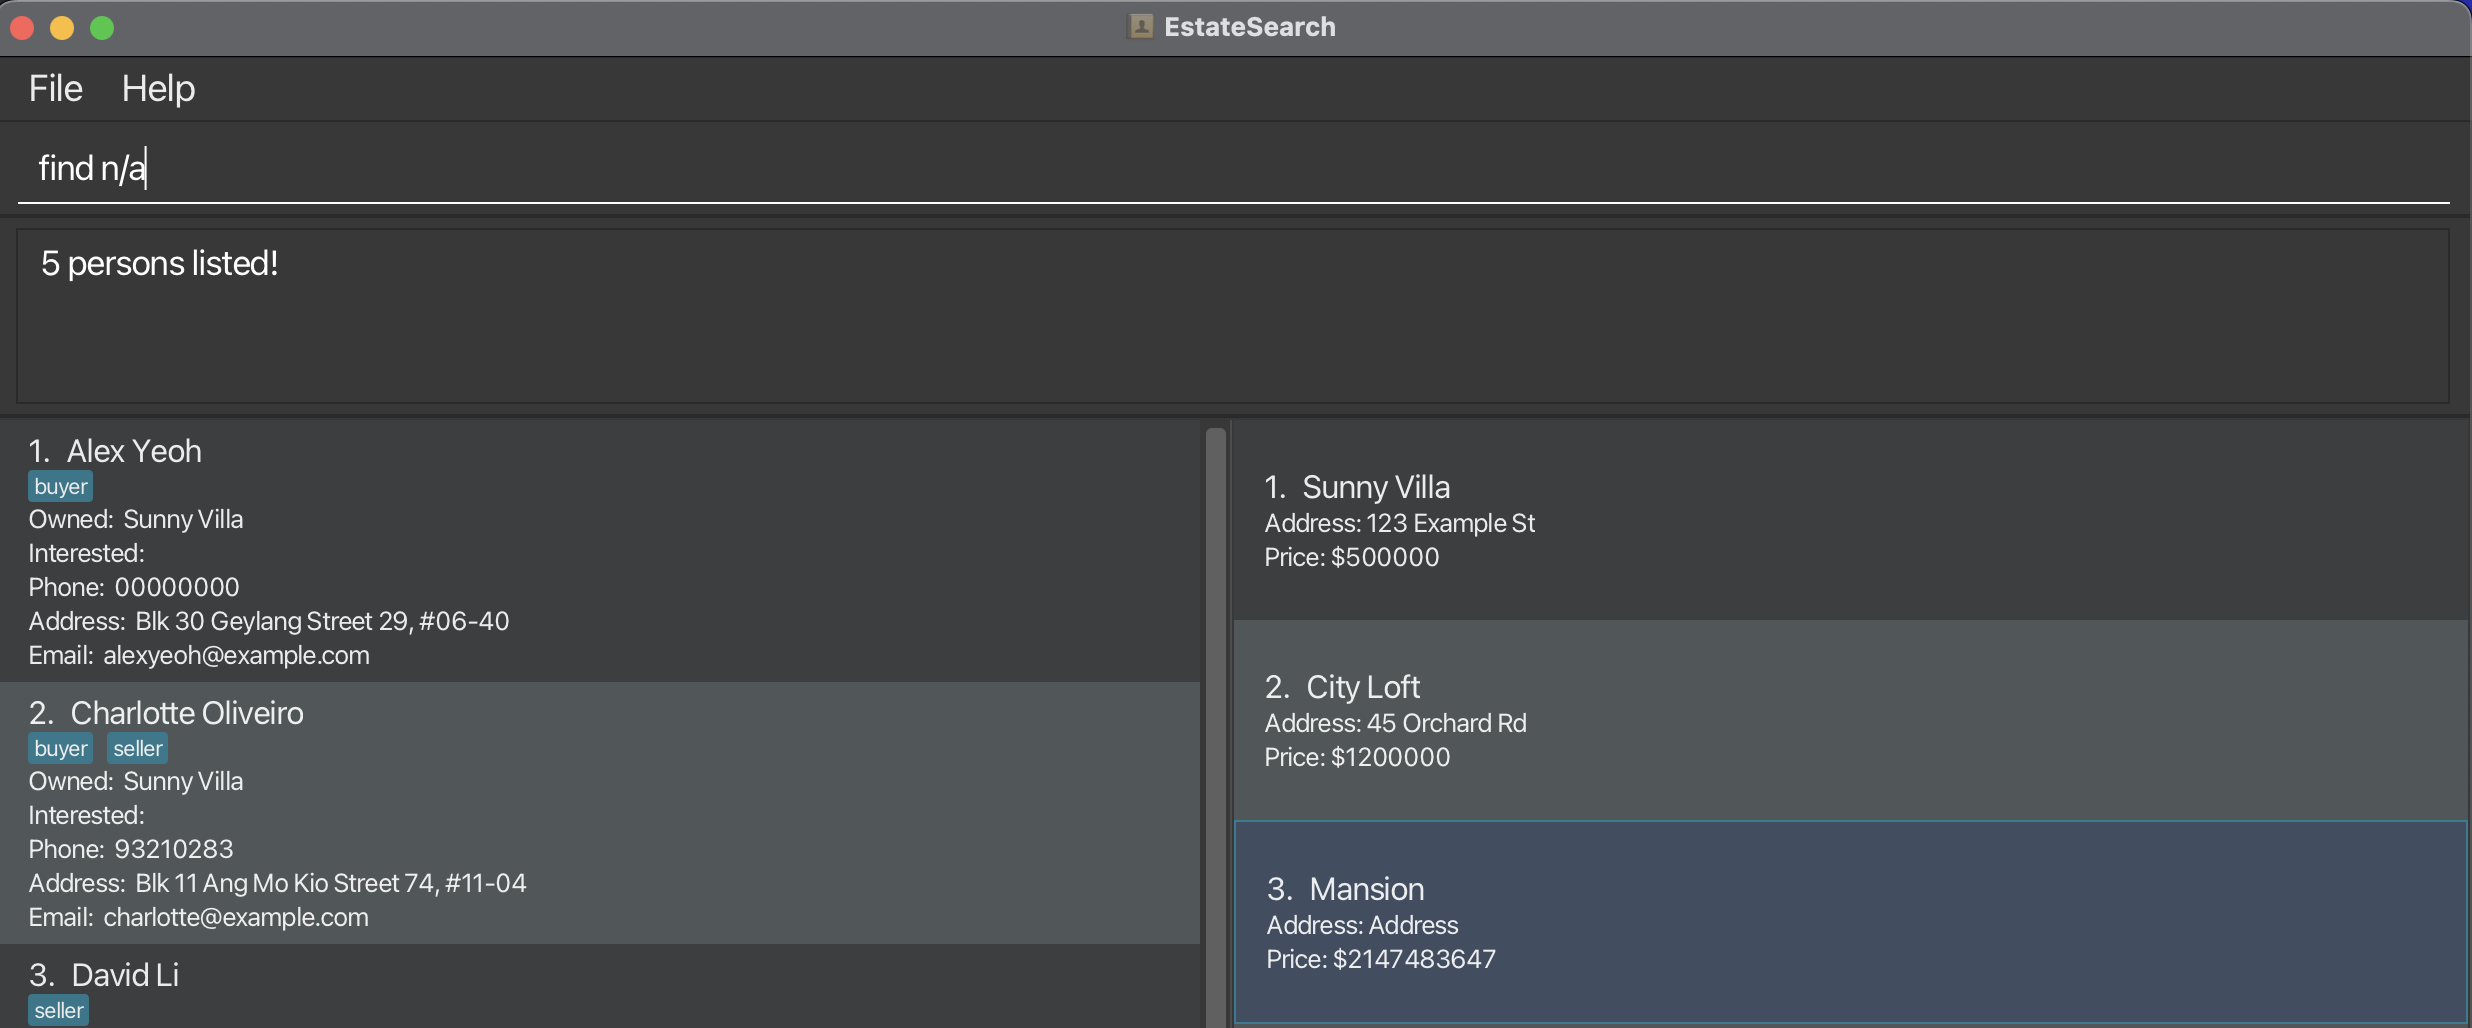 EstateSearch
File Help
find n/a
5 persons listed!
1. Alex Yeoh
buyer
Owned: Sunny Villa
Interested:
Phone: 00000000
Address: Blk 30 Geylang Street 29, #06-40
Email: alexyeoh@example.com
2. Charlotte Oliveiro
buyer seller
Owned: Sunny Villa
Interested:
Phone: 93210283
Address: Blk 11 Ang Mo Kio Street 74, #11-04
Email: charlotte@example.com
3. David Li
seller
1. Sunny Villa
Address: 123 Example St
Price: $500000
2. City Loft
Address: 45 Orchard Rd
Price: $1200000
3. Mansion
Address: Address
Price: $2147483647